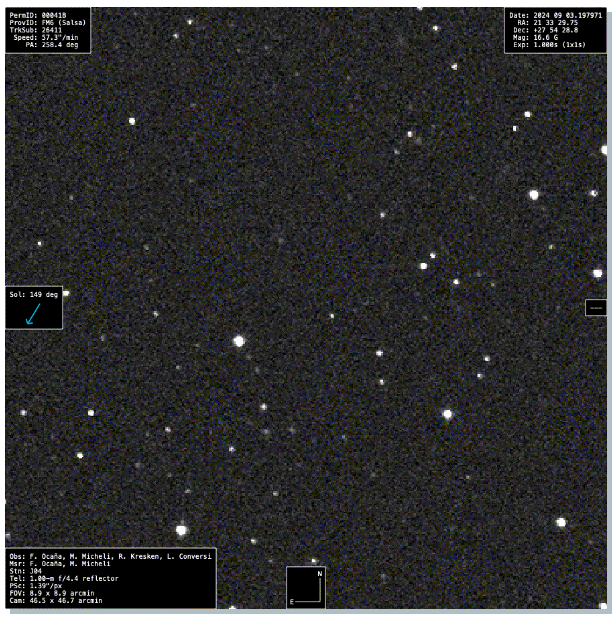 PermID: 00041B
ProvID: FM6 (Salsa)
TrkSub: 26411
Speed: 57.3"/min
PA: 258.4 deg
Date: 2024 09 03.197971
RA: 21 33 29.75
Dec: +27 54 28.8
Mag: 16.6 G
Exp: 1.000s (1x1s)
Sol: 149 deg
---
Obs: F. Ocaña, M. Micheli, R. Kresken, L. Conversi
Msr: F. Ocaña, M. Micheli
Stn: J04
Tel: 1.00-m f/4.4 reflector
PSc: 1.39"/px
FOV: 8.9 x 8.9 arcmin
Cam: 46.5 x 46.7 arcmin
N
E